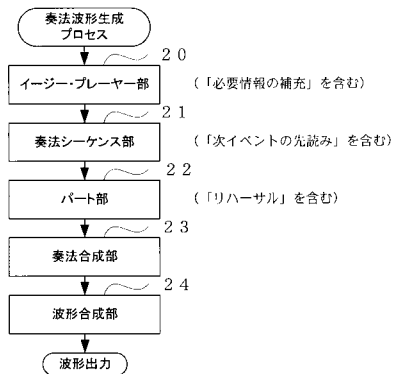 奏法波形生成
プロセス
20
イージー・プレーヤー部
(「必要情報の補充」を含む)
21
奏法シーケンス部
(「次イベントの先読み」を含む)
22
パート部
(「リハーサル」を含む)
23
奏法合成部
24
波形合成部
波形出力